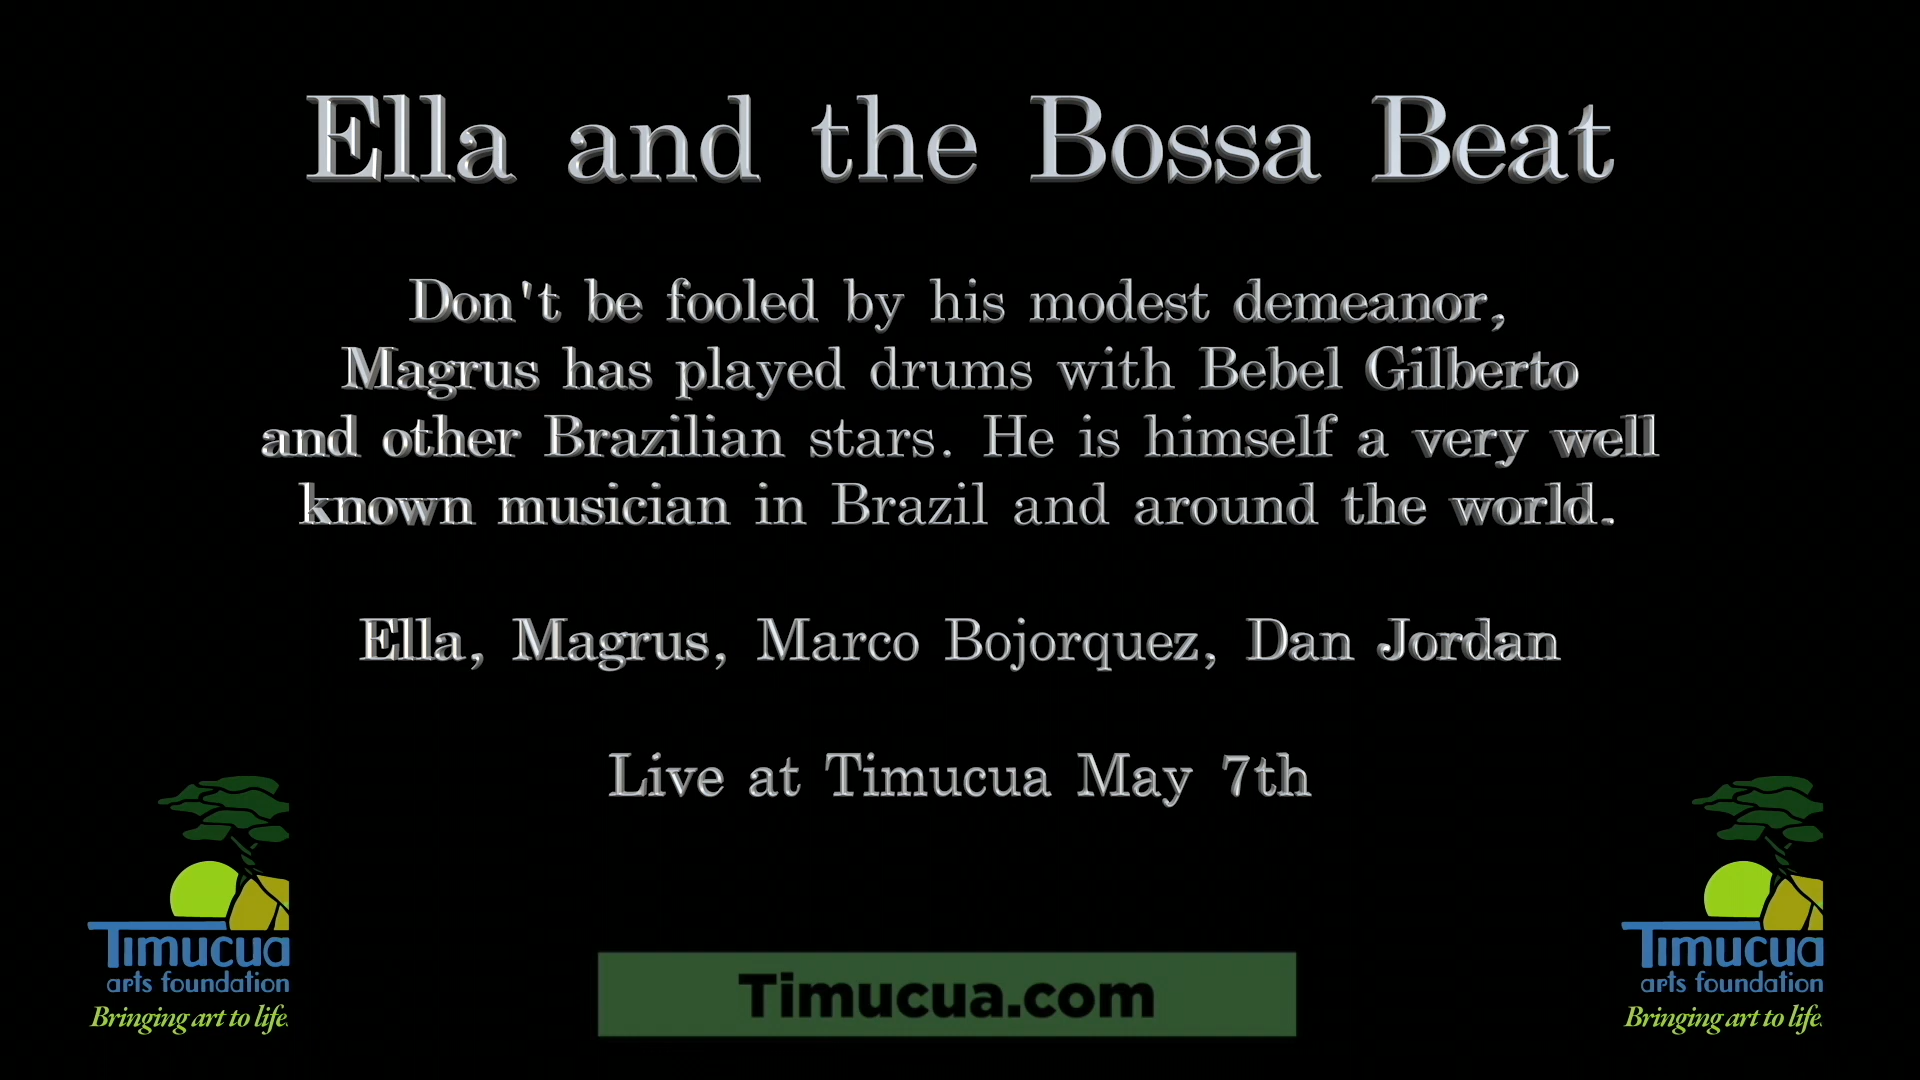 Ella and the Bossa Beat
Don't be fooled by his modest demeanor,
Magrus has played drums with Bebel Gilberto
and other Brazilian stars. He is himself a very well
known musician in Brazil and around the world.
Ella, Magrus, Marco Bojorquez, Dan Jordan
Live at Timucua May 7th
Timucua
arts foundation
Bringing art to life.
Timucua.com
Timucua
arts foundation
Bringing art to life.